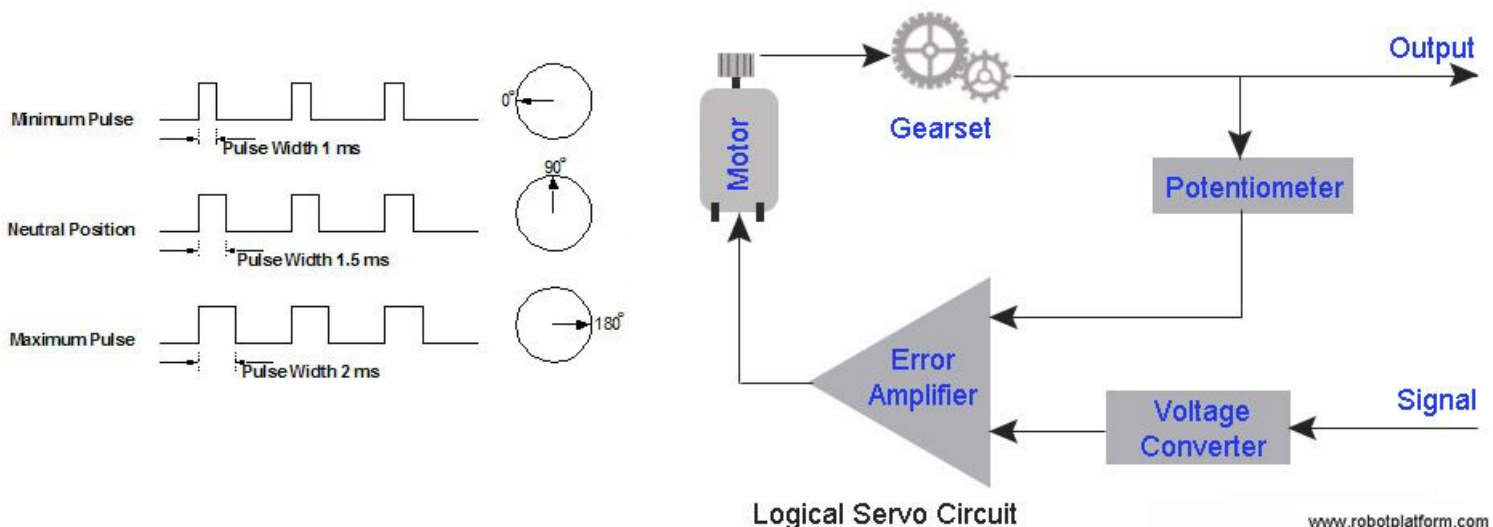 Minimum Pulse
0°
Pulse Width 1 ms
90°
Neutral Position
Pulse Width 1.5 ms
Maximum Pulse
180°
Pulse Width 2 ms
Output
Motor
Gearset
Potentiometer
Error
Amplifier
Voltage
Converter
Signal
Logical Servo Circuit
www.robotplatform.com